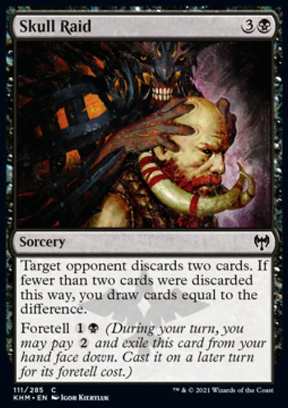 Skull Raid 3
Sorcery
Target opponent discards two cards. If
fewer than two cards were discarded
this way, you draw cards equal to the
difference.
Foretell 1 (During your turn, you
may pay 2 and exile this card from your
hand face down. Cast it on a later turn
for its foretell cost.)
111/285 C
KHM • EN Igor Kieryluk
™ & © 2021 Wizards of the Coast